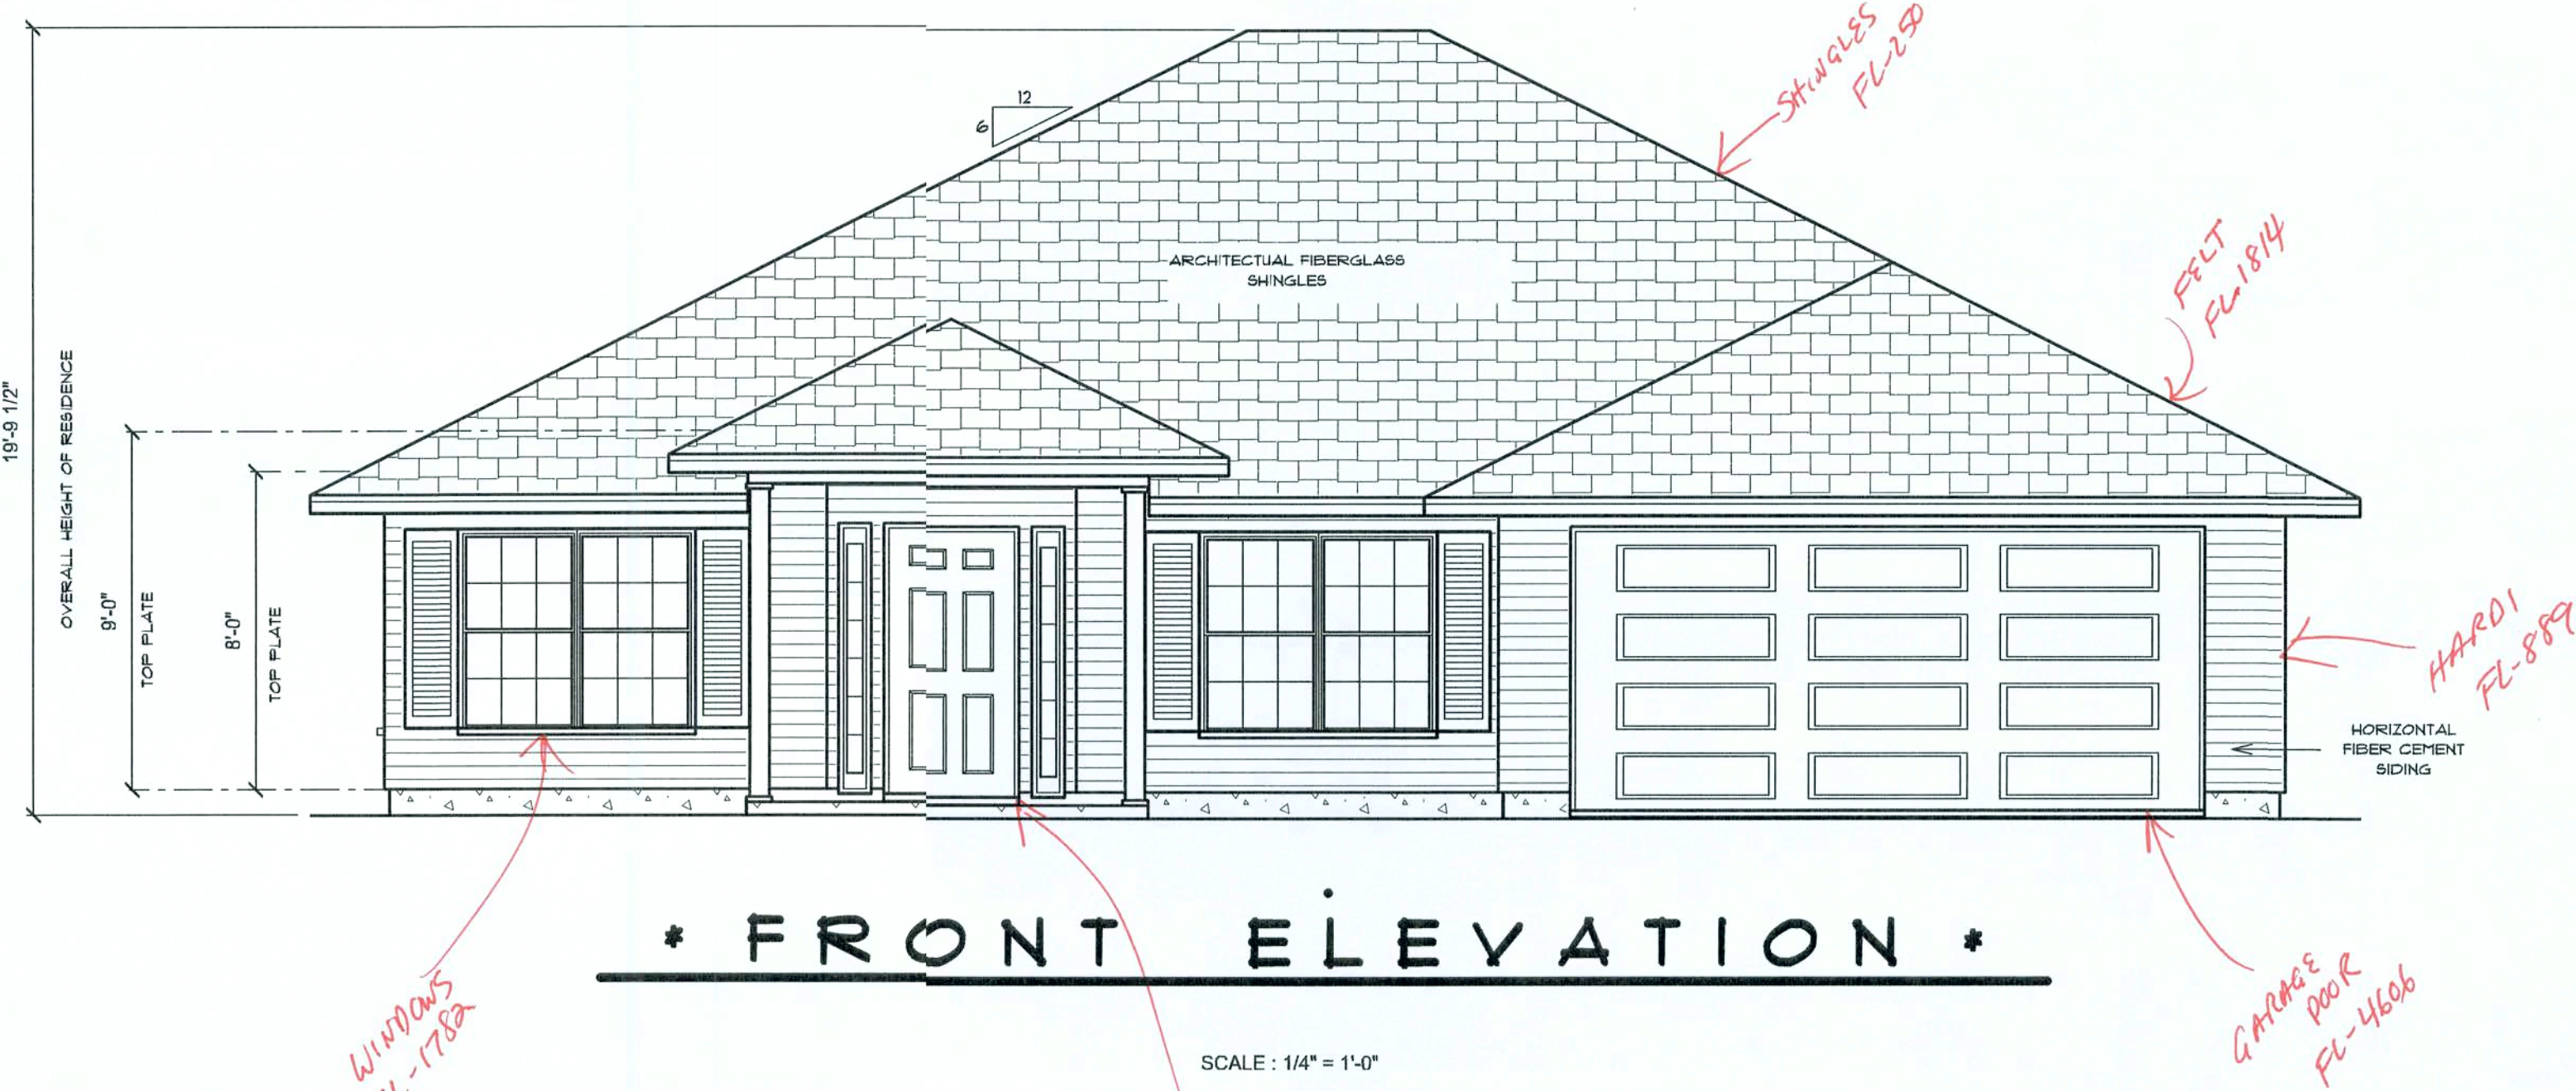 SHINGLES
FL-250
12
6
ARCHITECTUAL FIBERGLASS
SHINGLES
FELT
FL-1814
19'-9 1/2"
OVERALL HEIGHT OF RESIDENCE
9'-0"
TOP PLATE
8'-0"
TOP PLATE
HARDI
FL-889
HORIZONTAL
FIBER CEMENT
SIDING
* FRONT ELEVATION *
WINDOWS
L-1782
GARAGE
DOOR
FL-4606
SCALE : 1/4" = 1'-0"